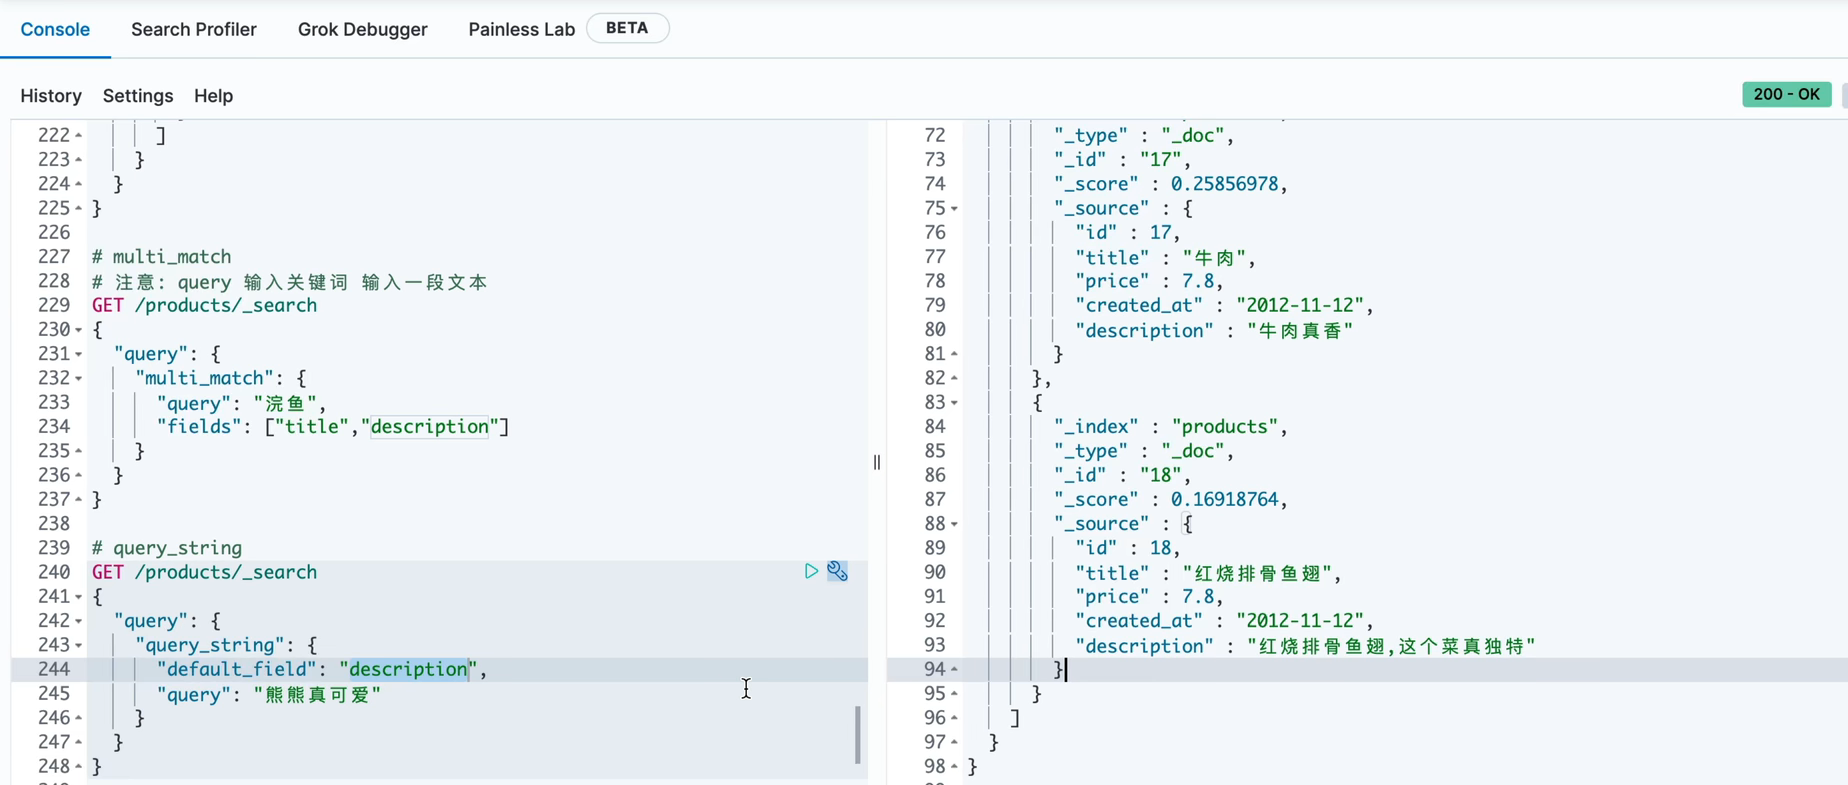 Console Search Profiler Grok Debugger Painless Lab BETA
History Settings Help
200 - OK
222 ]
223 }
224 }
225 }
226
227 # multi_match
228 # 注意: query 输入关键词 输入一段文本
229 GET /products/_search
230 {
231 "query": {
232 "multi_match": {
233 "query": "浣鱼",
234 "fields": ["title","description"]
235 }
236 }
237 }
238
239 # query_string
240 GET /products/_search
241 {
242 "query": {
243 "query_string": {
244 "default_field": "description",
245 "query": "熊熊真可爱"
246 }
247 }
248 }
72 "_type" : "_doc",
73 "_id" : "17",
74 "_score" : 0.25856978,
75 "_source" : {
76 "id" : 17,
77 "title" : "牛肉",
78 "price" : 7.8,
79 "created_at" : "2012-11-12",
80 "description" : "牛肉真香"
81 }
82 },
83 {
84 "_index" : "products",
85 "_type" : "_doc",
86 "_id" : "18",
87 "_score" : 0.16918764,
88 "_source" : {
89 "id" : 18,
90 "title" : "红烧排骨鱼翅",
91 "price" : 7.8,
92 "created_at" : "2012-11-12",
93 "description" : "红烧排骨鱼翅,这个菜真独特"
94 }
95 }
96 ]
97 }
98 }